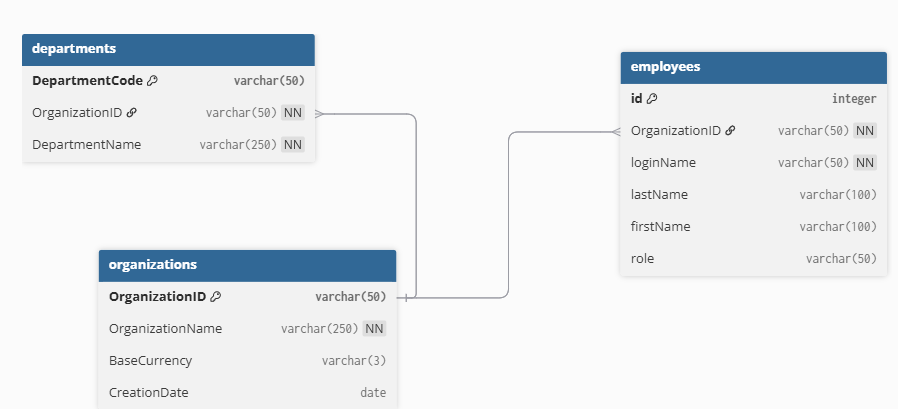 departments
DepartmentCode varchar(50)
OrganizationID varchar(50) NN
DepartmentName varchar(250) NN
employees
id integer
OrganizationID varchar(50) NN
loginName varchar(50) NN
lastName varchar(100)
firstName varchar(100)
role varchar(50)
organizations
OrganizationID varchar(50)
OrganizationName varchar(250) NN
BaseCurrency varchar(3)
CreationDate date